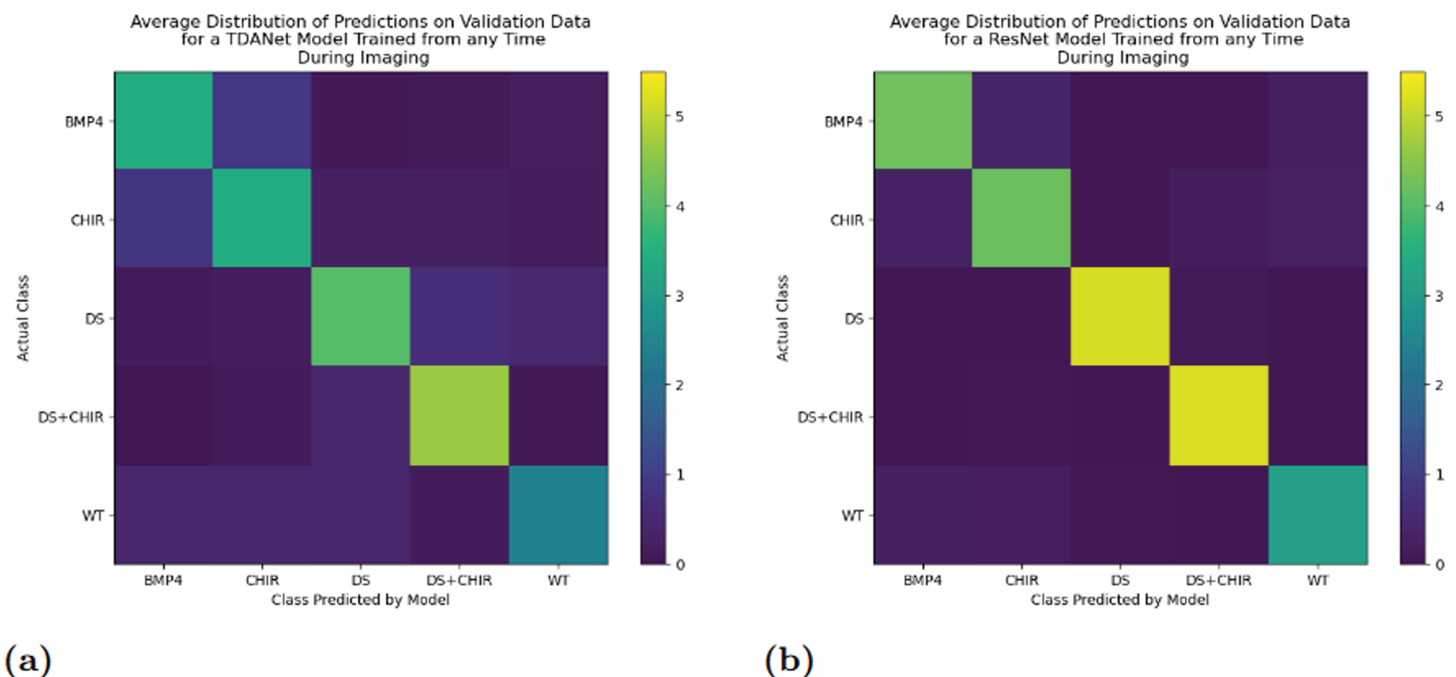 Average Distribution of Predictions on Validation Data
for a TDANet Model Trained from any Time
During Imaging
BMP4
CHIR
DS
DS+CHIR
WT
Actual Class
BMP4 CHIR DS DS+CHIR WT
Class Predicted by Model
5
4
3
2
1
0
(a)
Average Distribution of Predictions on Validation Data
for a ResNet Model Trained from any Time
During Imaging
BMP4
CHIR
DS
DS+CHIR
WT
Actual Class
BMP4 CHIR DS DS+CHIR WT
Class Predicted by Model
5
4
3
2
1
0
(b)